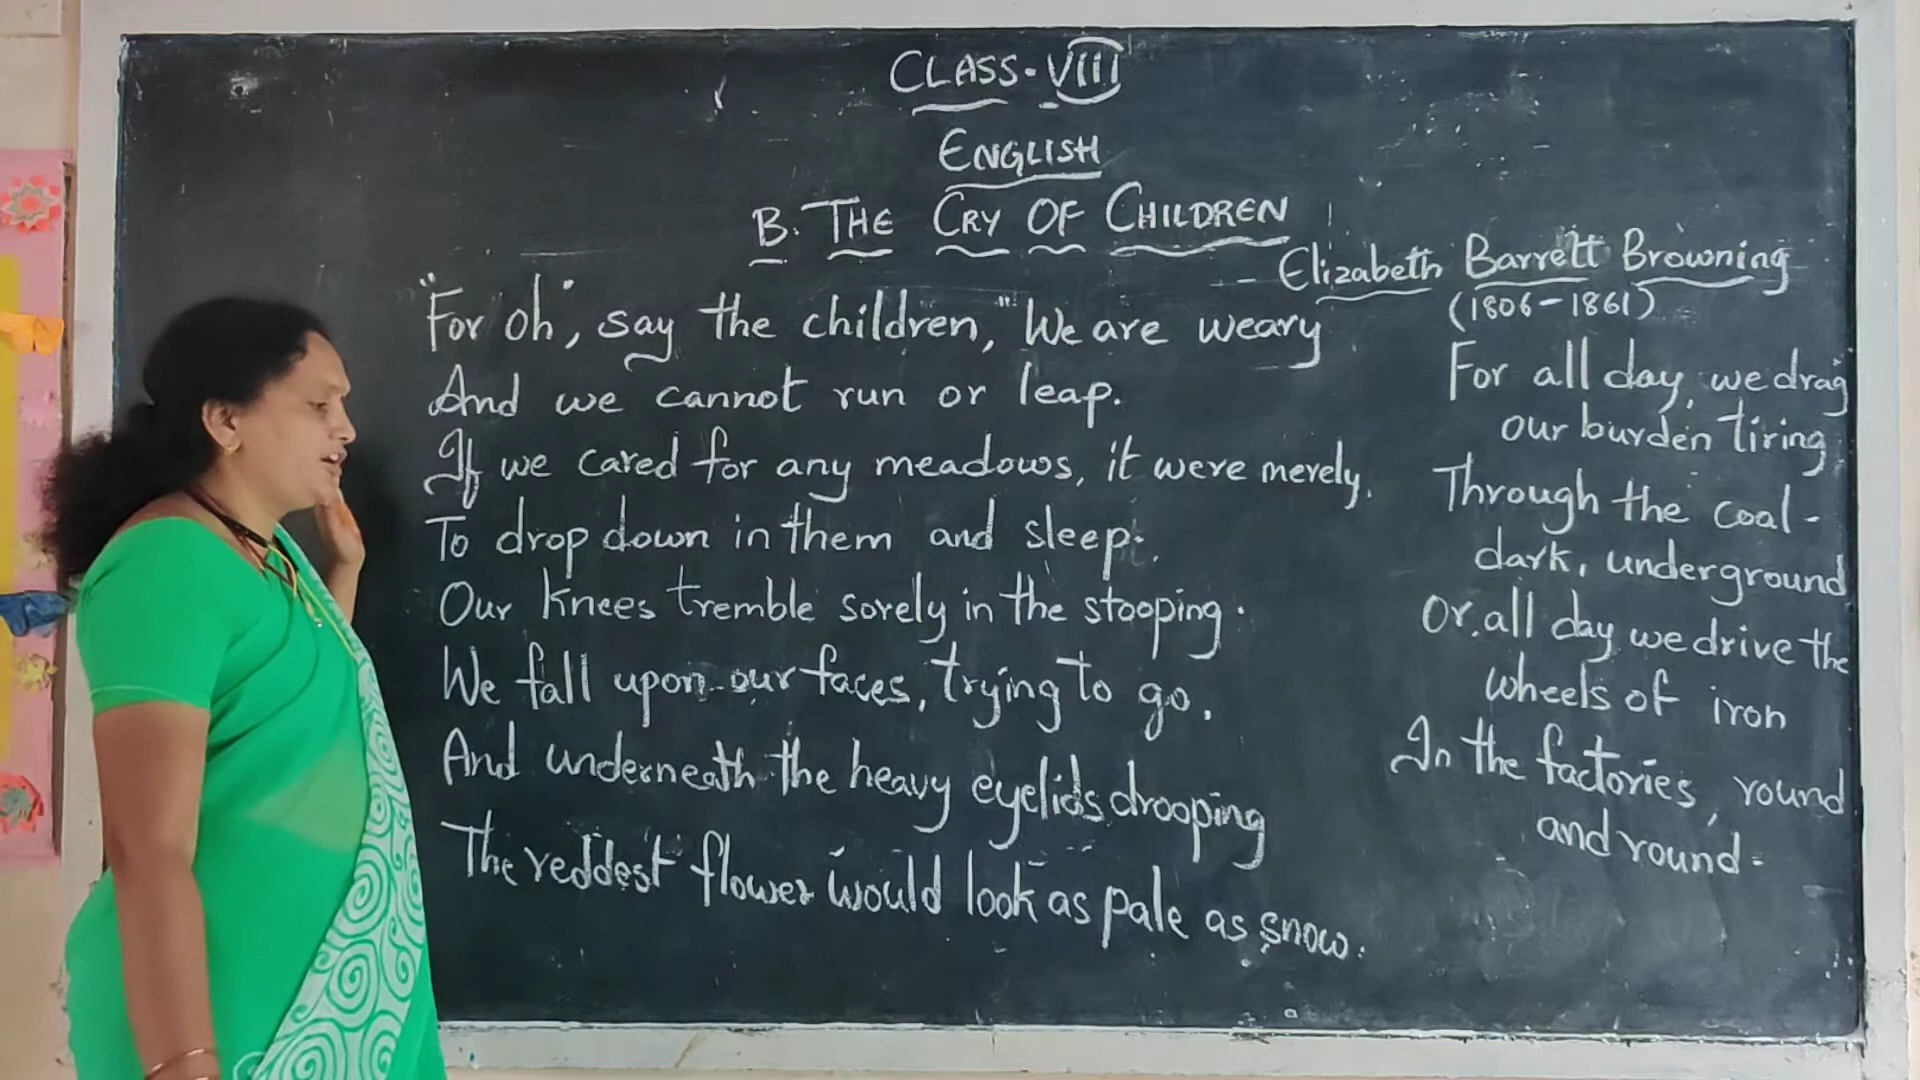 CLASS-VIII
ENGLISH
B. THE CRY OF CHILDREN
- Elizabeth Barrett Browning
(1806-1861)
"For oh", say the children, "We are weary
And we cannot run or leap.
If we cared for any meadows, it were merely.
To drop down in them and sleep.
Our knees tremble sorely in the stooping.
We fall upon our faces, trying to go.
And underneath the heavy eyelids drooping
The reddest flower would look as pale as snow.
For all day, we drag
our burden tiring
Through the coal-
dark, underground
Or, all day we drive the
wheels of iron
In the factories, round
and round.